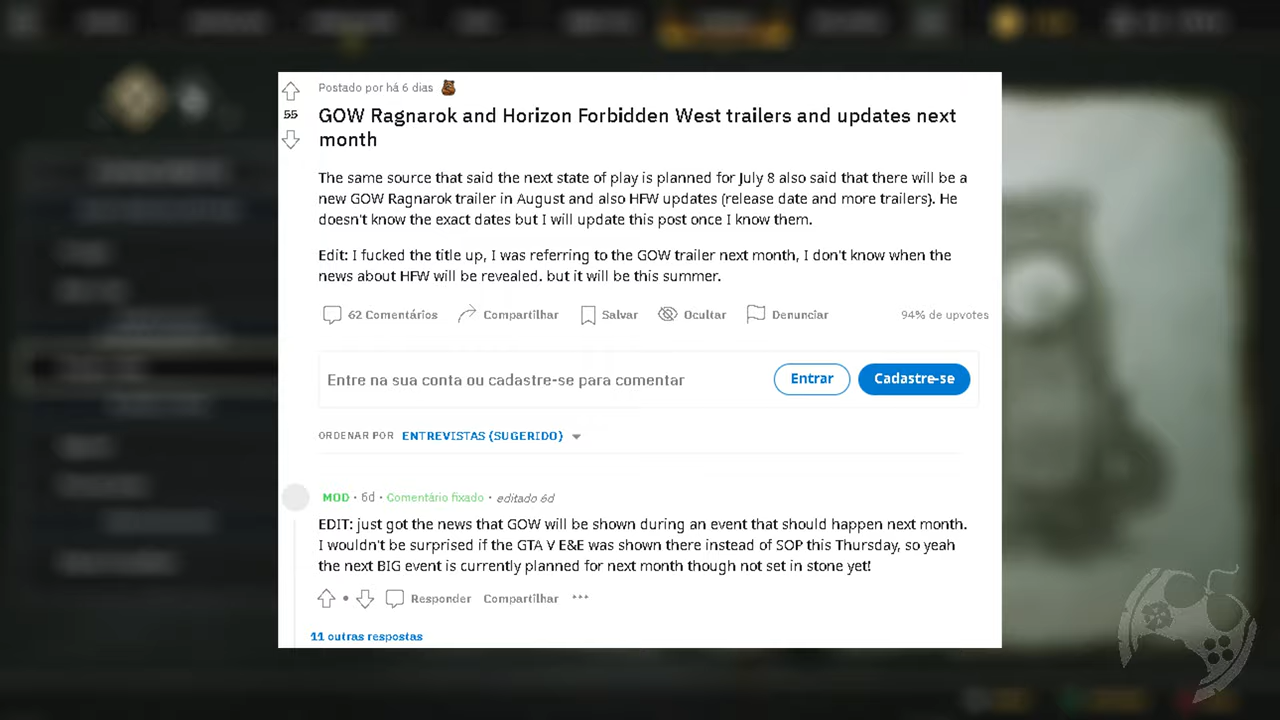 Postado por há 6 dias
55
GOW Ragnarok and Horizon Forbidden West trailers and updates next
month
The same source that said the next state of play is planned for July 8 also said that there will be a
new GOW Ragnarok trailer in August and also HFW updates (release date and more trailers). He
doesn't know the exact dates but I will update this post once I know them.
Edit: I fucked the title up, I was referring to the GOW trailer next month, I don't know when the
news about HFW will be revealed. but it will be this summer.
62 Comentários Compartilhar Salvar Ocultar Denunciar 94% de upvotes
Entre na sua conta ou cadastre-se para comentar Entrar Cadastre-se
ORDENAR POR ENTREVISTAS (SUGERIDO)
MOD · 6d · Comentário fixado · editado 6d
EDIT: just got the news that GOW will be shown during an event that should happen next month.
I wouldn't be surprised if the GTA V E&E was shown there instead of SOP this Thursday, so yeah
the next BIG event is currently planned for next month though not set in stone yet!
Responder Compartilhar ···
11 outras respostas